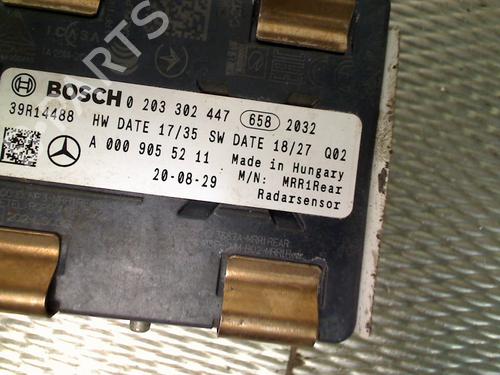 ICASA
BOSCH 0 203 302 447 658 2032
39R14488 HW DATE 17/35 SW DATE 18/27 Q02
A 000 905 52 11 Made in Hungary
20-08-29 M/N: MRR1Rear
Radarsensor